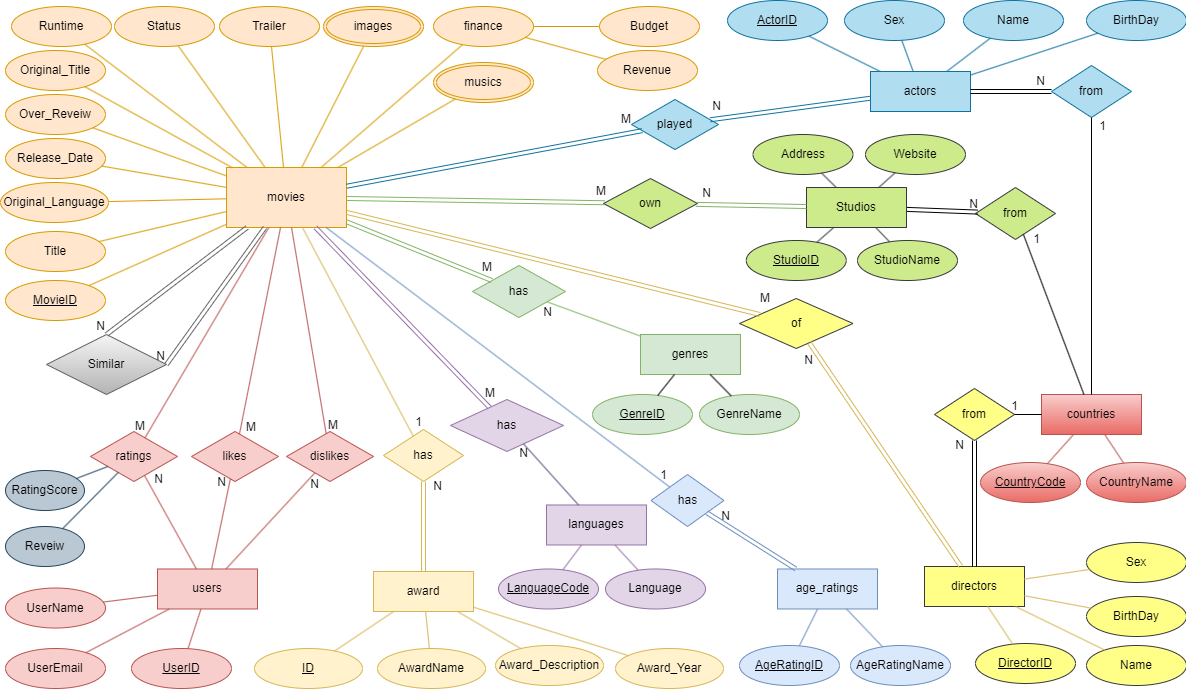 Runtime
Status
Trailer
images
finance
Budget
ActorID
Sex
Name
BirthDay
Original_Title
musics
Revenue
actors
N
from
Over_Reveiw
M
played
N
1
Release_Date
Address
Website
movies
Original_Language
M
own
N
Studios
N
from
1
Title
StudioID
StudioName
MovieID
M
has
N
M
of
N
N
Similar
N
genres
GenreID
GenreName
from
1
N
countries
CountryCode
CountryName
M
ratings
N
M
likes
N
M
dislikes
N
1
has
N
M
has
N
1
has
N
RatingScore
Reveiw
languages
LanguageCode
Language
users
UserName
UserEmail
UserID
award
ID
AwardName
Award_Description
Award_Year
age_ratings
AgeRatingID
AgeRatingName
directors
Sex
BirthDay
DirectorID
Name